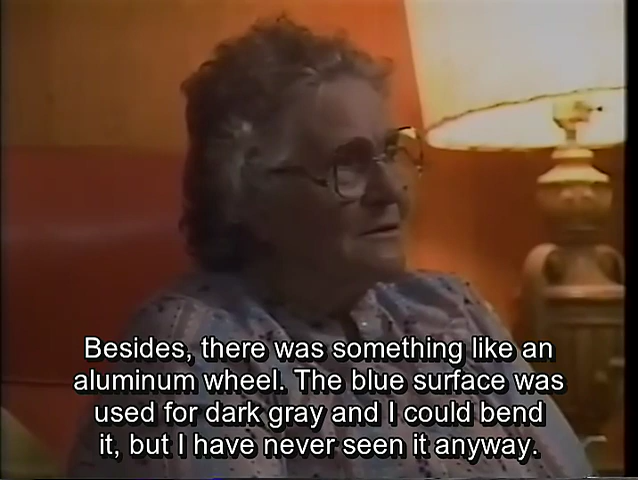 Besides, there was something like an
aluminum wheel. The blue surface was
used for dark gray and I could bend
it, but I have never seen it anyway.